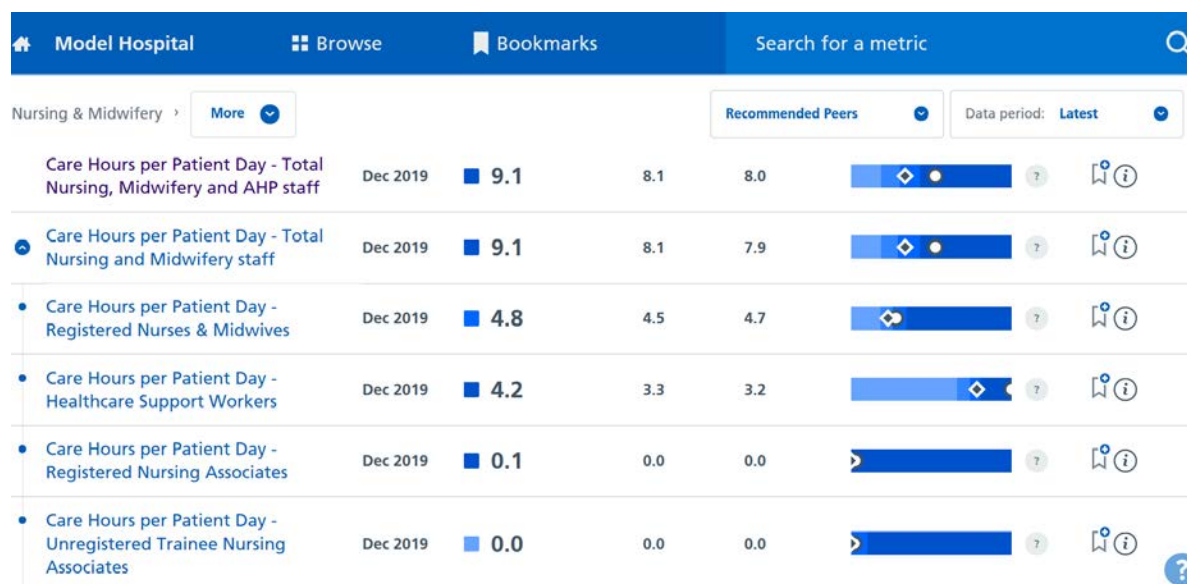 Model Hospital Browse Bookmarks Search for a metric
Nursing & Midwifery › More Recommended Peers Data period: Latest
Care Hours per Patient Day - Total
Nursing, Midwifery and AHP staff
Dec 2019 9.1 8.1 8.0 ? i
Care Hours per Patient Day - Total
Nursing and Midwifery staff
Dec 2019 9.1 8.1 7.9 ? i
Care Hours per Patient Day -
Registered Nurses & Midwives
Dec 2019 4.8 4.5 4.7 ? i
Care Hours per Patient Day -
Healthcare Support Workers
Dec 2019 4.2 3.3 3.2 ? i
Care Hours per Patient Day -
Registered Nursing Associates
Dec 2019 0.1 0.0 0.0 ? i
Care Hours per Patient Day -
Unregistered Trainee Nursing
Associates
Dec 2019 0.0 0.0 0.0 ? i
?